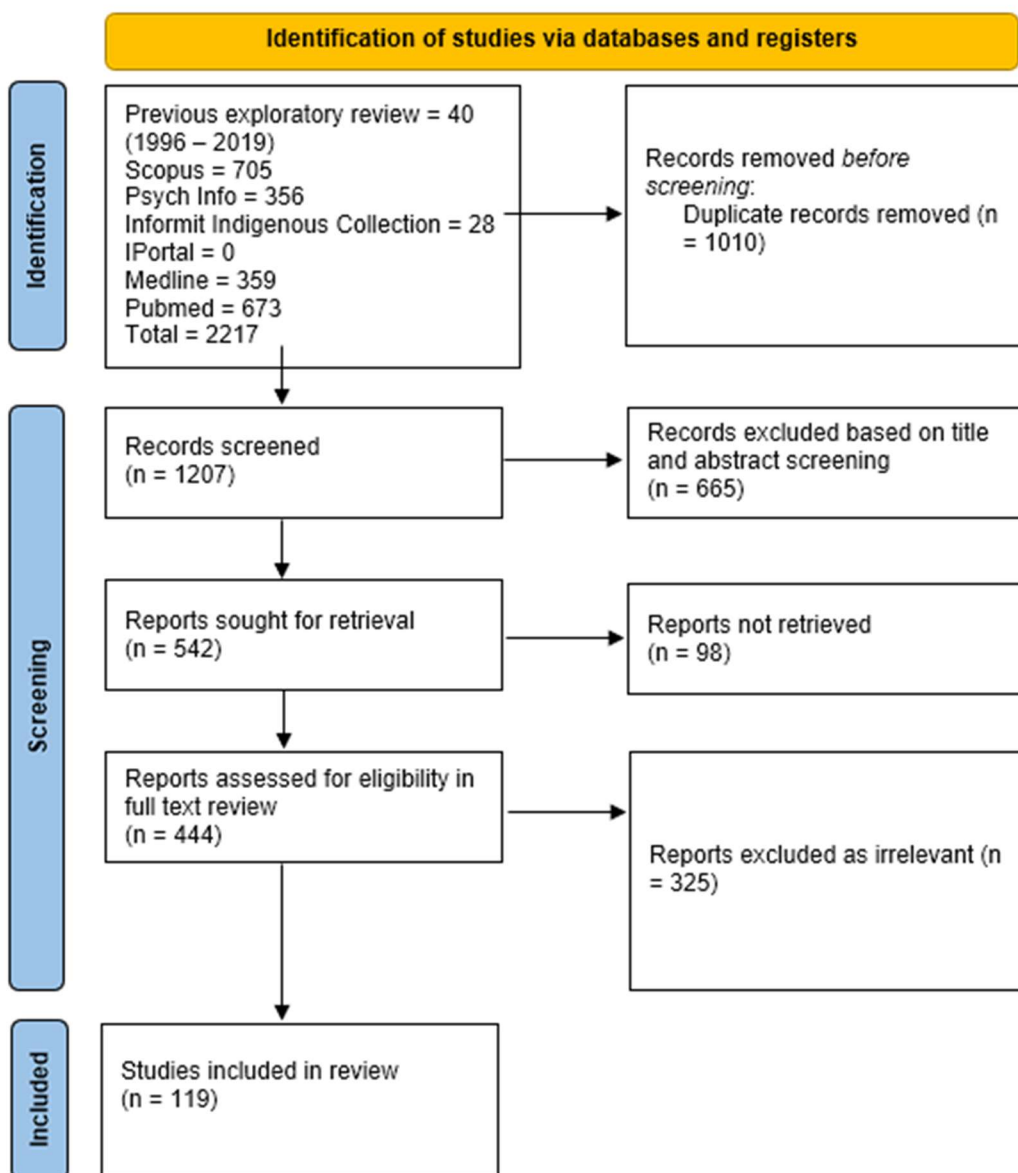 Identification of studies via databases and registers
Identification
Previous exploratory review = 40
(1996 – 2019)
Scopus = 705
Psych Info = 356
Informit Indigenous Collection = 28
IPortal = 0
Medline = 359
Pubmed = 673
Total = 2217
Records removed before
screening:
Duplicate records removed (n
= 1010)
Screening
Records screened
(n = 1207)
Records excluded based on title
and abstract screening
(n = 665)
Reports sought for retrieval
(n = 542)
Reports not retrieved
(n = 98)
Reports assessed for eligibility in
full text review
(n = 444)
Reports excluded as irrelevant (n
= 325)
Included
Studies included in review
(n = 119)